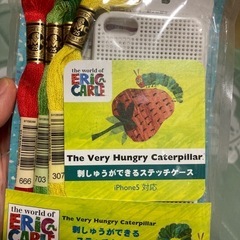 the world of
ERIC
CARLE
The Very Hungry Caterpillar
刺しゅうができるステッチケース
iPhone5 対応
666
703
307
the world of
ERIC
CARLE
The Very Hungry Caterpillar
刺しゅうができる